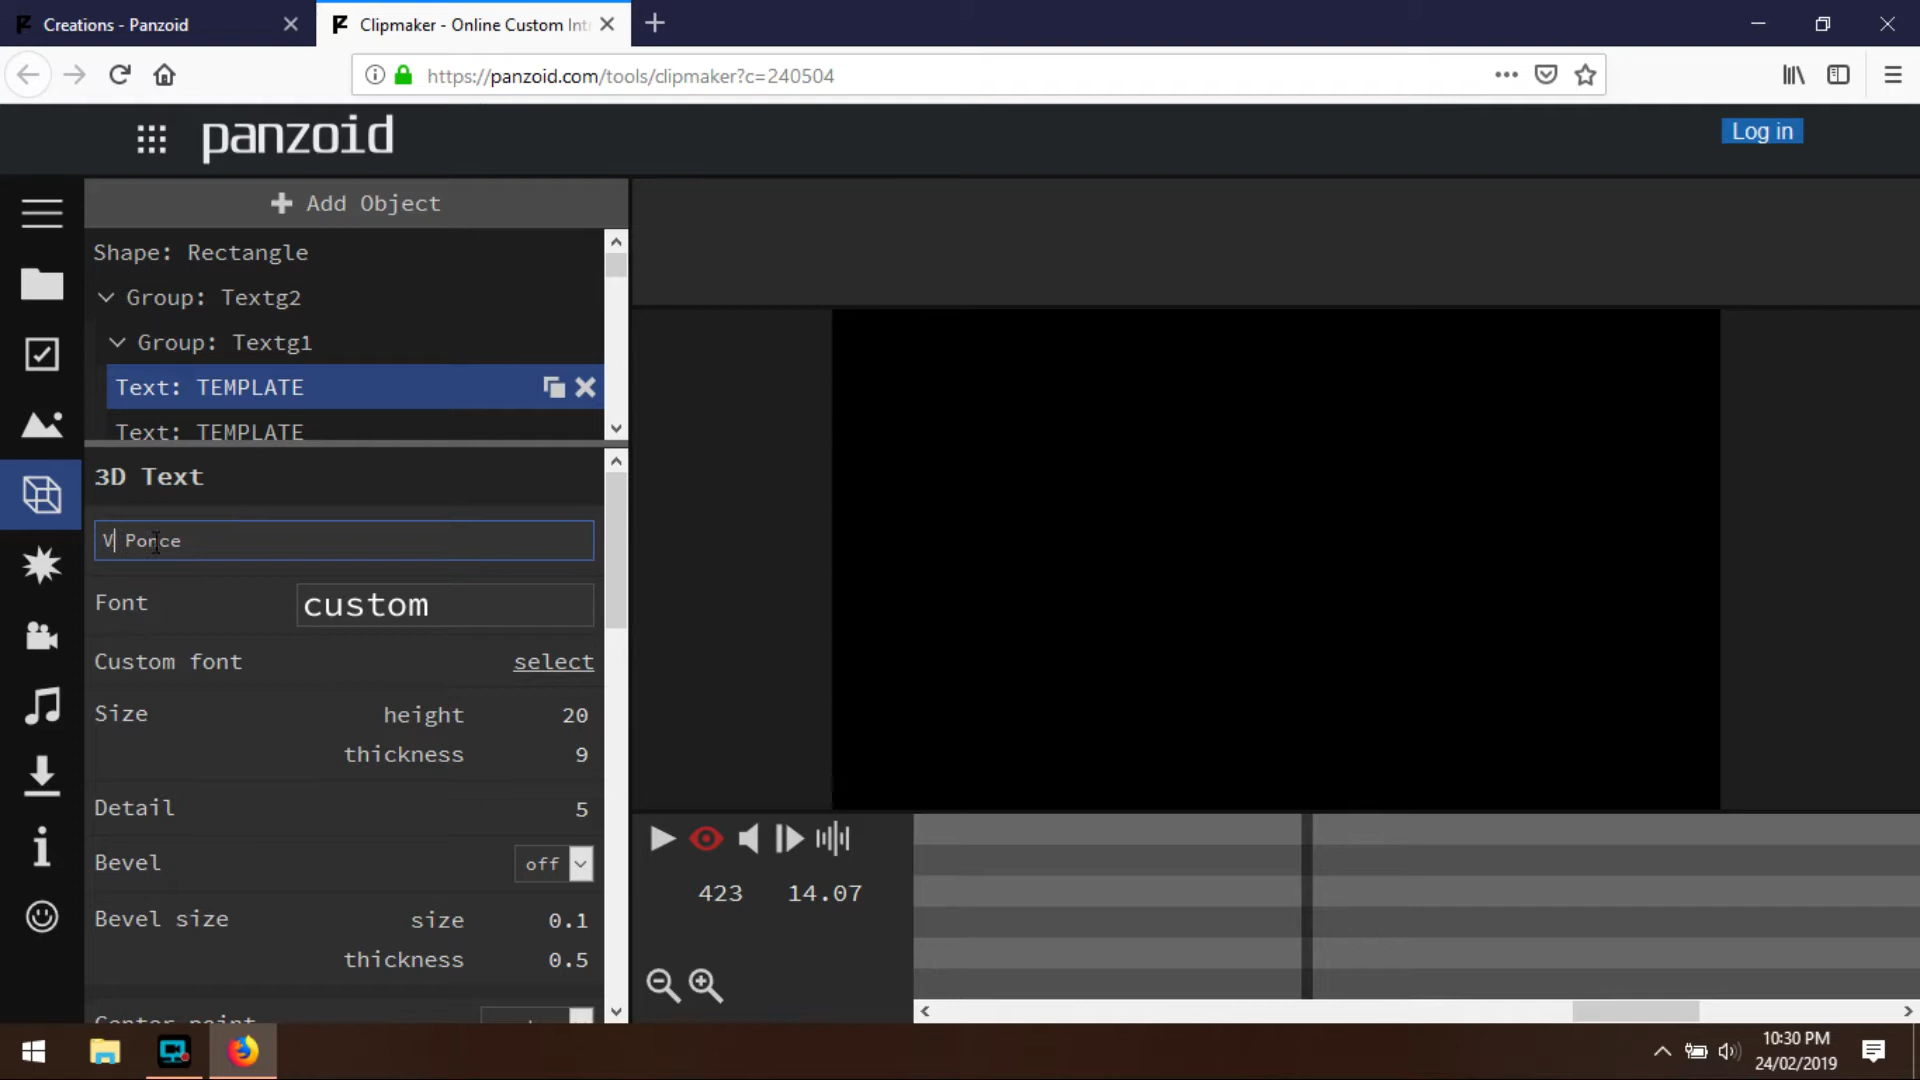 Creations - Panzoid
Clipmaker - Online Custom Int
https://panzoid.com/tools/clipmaker?c=240504
panzoid
Log in
Add Object
Shape: Rectangle
Group: Textg2
Group: Textg1
Text: TEMPLATE
Text: TEMPLATE
3D Text
V Ponce
Font custom
Custom font select
Size height 20
thickness 9
Detail 5
Bevel off
Bevel size size 0.1
thickness 0.5
Center point
423 14.07
10:30 PM
24/02/2019